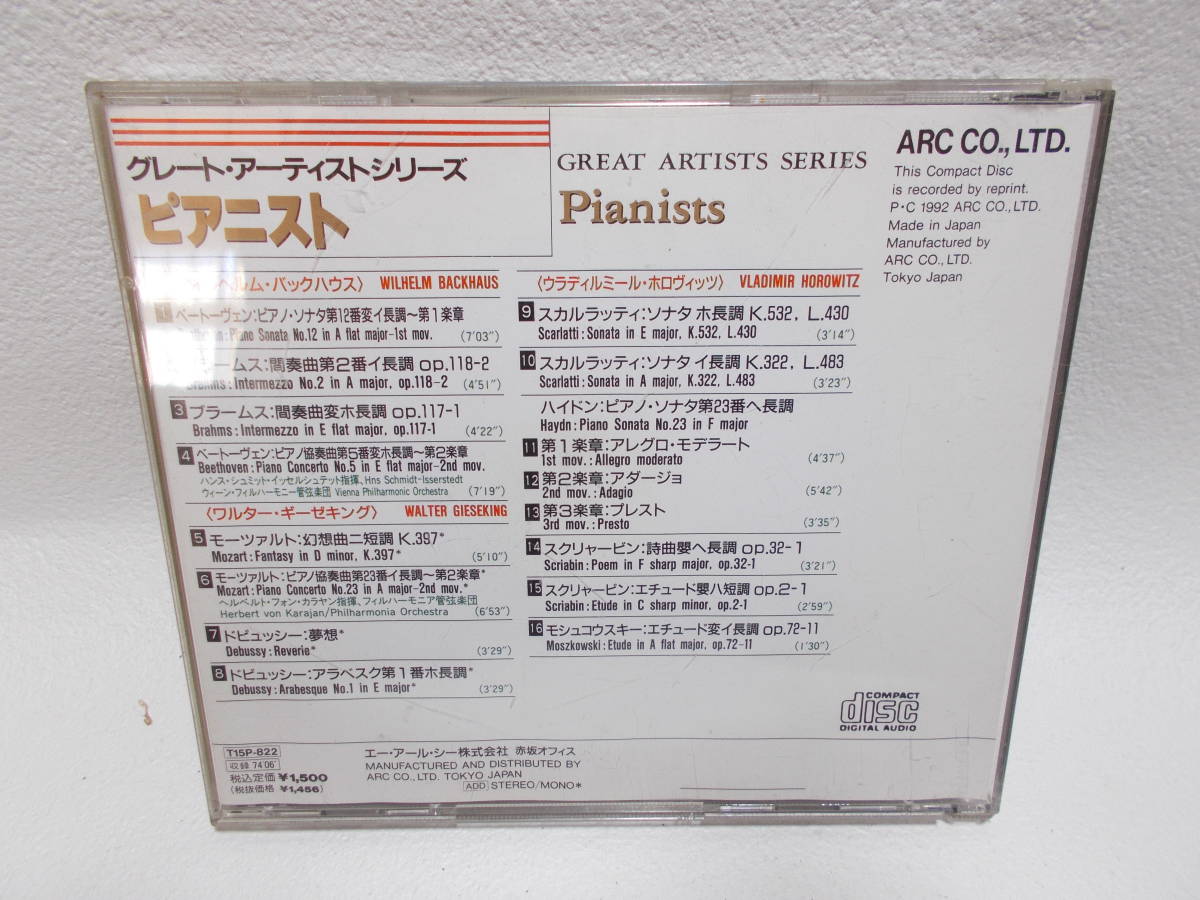 グレート・アーティストシリーズ
ピアニスト
GREAT ARTISTS SERIES
Pianists
ARC CO., LTD.
This Compact Disc
is recorded by reprint.
P・C 1992 ARC CO., LTD.
Made in Japan
Manufactured by
ARC CO., LTD.
Tokyo Japan
ヘルム・バックハウス〉 WILHELM BACKHAUS
1 ベートーヴェン:ピアノ・ソナタ第12番変イ長調〜第1楽章
Piano Sonata No.12 in A flat major-1st mov. (7'03")
ームス:間奏曲第2番イ長調 op.118-2
Brahms:Intermezzo No.2 in A major, op.118-2 (4'51")
3 ブラームス:間奏曲変ホ長調 op.117-1
Brahms:Intermezzo in E flat major, op.117-1 (4'22")
4 ベートーヴェン:ピアノ協奏曲第5番変ホ長調〜第2楽章
Beethoven:Piano Concerto No.5 in E flat major-2nd mov.
ハンス・シュミット・イッセルシュテット指揮、Hns Schmidt-Isserstedt
ウィーン・フィルハーモニー管弦楽団 Vienna Philharmonic Orchestra (7'19")
〈ワルター・ギーゼキング〉 WALTER GIESEKING
5 モーツァルト:幻想曲ニ短調 K.397*
Mozart:Fantasy in D minor, K.397* (5'10")
6 モーツァルト:ピアノ協奏曲第23番イ長調〜第2楽章*
Mozart:Piano Concerto No.23 in A major-2nd mov.*
ヘルベルト・フォン・カラヤン指揮、フィルハーモニア管弦楽団
Herbert von Karajan/Philharmonia Orchestra (6'53")
7 ドビュッシー:夢想*
Debussy:Reverie* (3'29")
8 ドビュッシー:アラベスク第1番ホ長調*
Debussy:Arabesque No.1 in E major* (3'29")
〈ウラディルミール・ホロヴィッツ〉 VLADIMIR HOROWITZ
9 スカルラッティ:ソナタ ホ長調 K.532, L.430
Scarlatti:Sonata in E major, K.532, L.430 (3'14")
10 スカルラッティ:ソナタ イ長調 K.322, L.483
Scarlatti:Sonata in A major, K.322, L.483 (3'23")
ハイドン:ピアノ・ソナタ第23番ヘ長調
Haydn:Piano Sonata No.23 in F major
11 第1楽章:アレグロ・モデラート
1st mov.:Allegro moderato (4'37")
12 第2楽章:アダージョ
2nd mov.:Adagio (5'42")
13 第3楽章:プレスト
3rd mov.:Presto (3'35")
14 スクリャービン:詩曲嬰ヘ長調 op.32-1
Scriabin:Poem in F sharp major, op.32-1 (3'21")
15 スクリャービン:エチュード嬰ハ短調 op.2-1
Scriabin:Etude in C sharp minor, op.2-1 (2'59")
16 モシュコウスキー:エチュード変イ長調 op.72-11
Moszkowski:Etude in A flat major, op.72-11 (1'30")
COMPACT
disc
DIGITAL AUDIO
T15P-822
収録 74'06"
税込定価 ¥1,500
(税抜価格 ¥1,456)
エー・アール・シー株式会社 赤坂オフィス
MANUFACTURED AND DISTRIBUTED BY
ARC CO., LTD. TOKYO JAPAN
ADD STEREO/MONO*